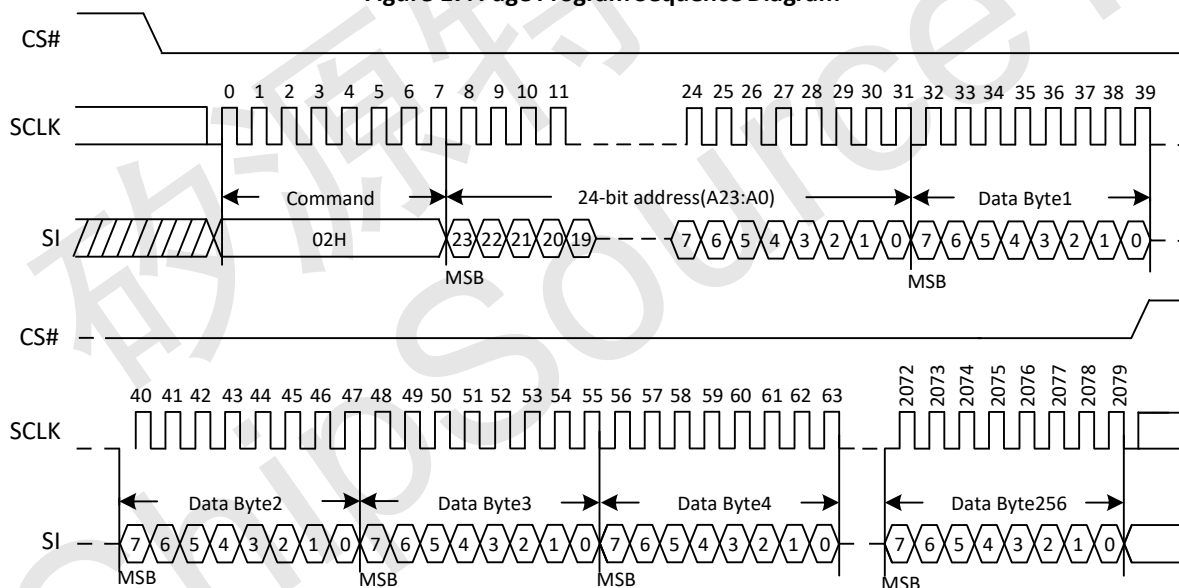 Figure 17. Page Program Sequence Diagram
CS#
0 1 2 3 4 5 6 7 8 9 10 11 24 25 26 27 28 29 30 31 32 33 34 35 36 37 38 39
SCLK
Command 24-bit address(A23:A0) Data Byte1
SI 02H 23 22 21 20 19 7 6 5 4 3 2 1 0 7 6 5 4 3 2 1 0
MSB MSB
CS#
40 41 42 43 44 45 46 47 48 49 50 51 52 53 54 55 56 57 58 59 60 61 62 63 2072 2073 2074 2075 2076 2077 2078 2079
SCLK
Data Byte2 Data Byte3 Data Byte4 Data Byte256
SI 7 6 5 4 3 2 1 0 7 6 5 4 3 2 1 0 7 6 5 4 3 2 1 0 7 6 5 4 3 2 1 0
MSB MSB MSB MSB
矽源特
ChipSource